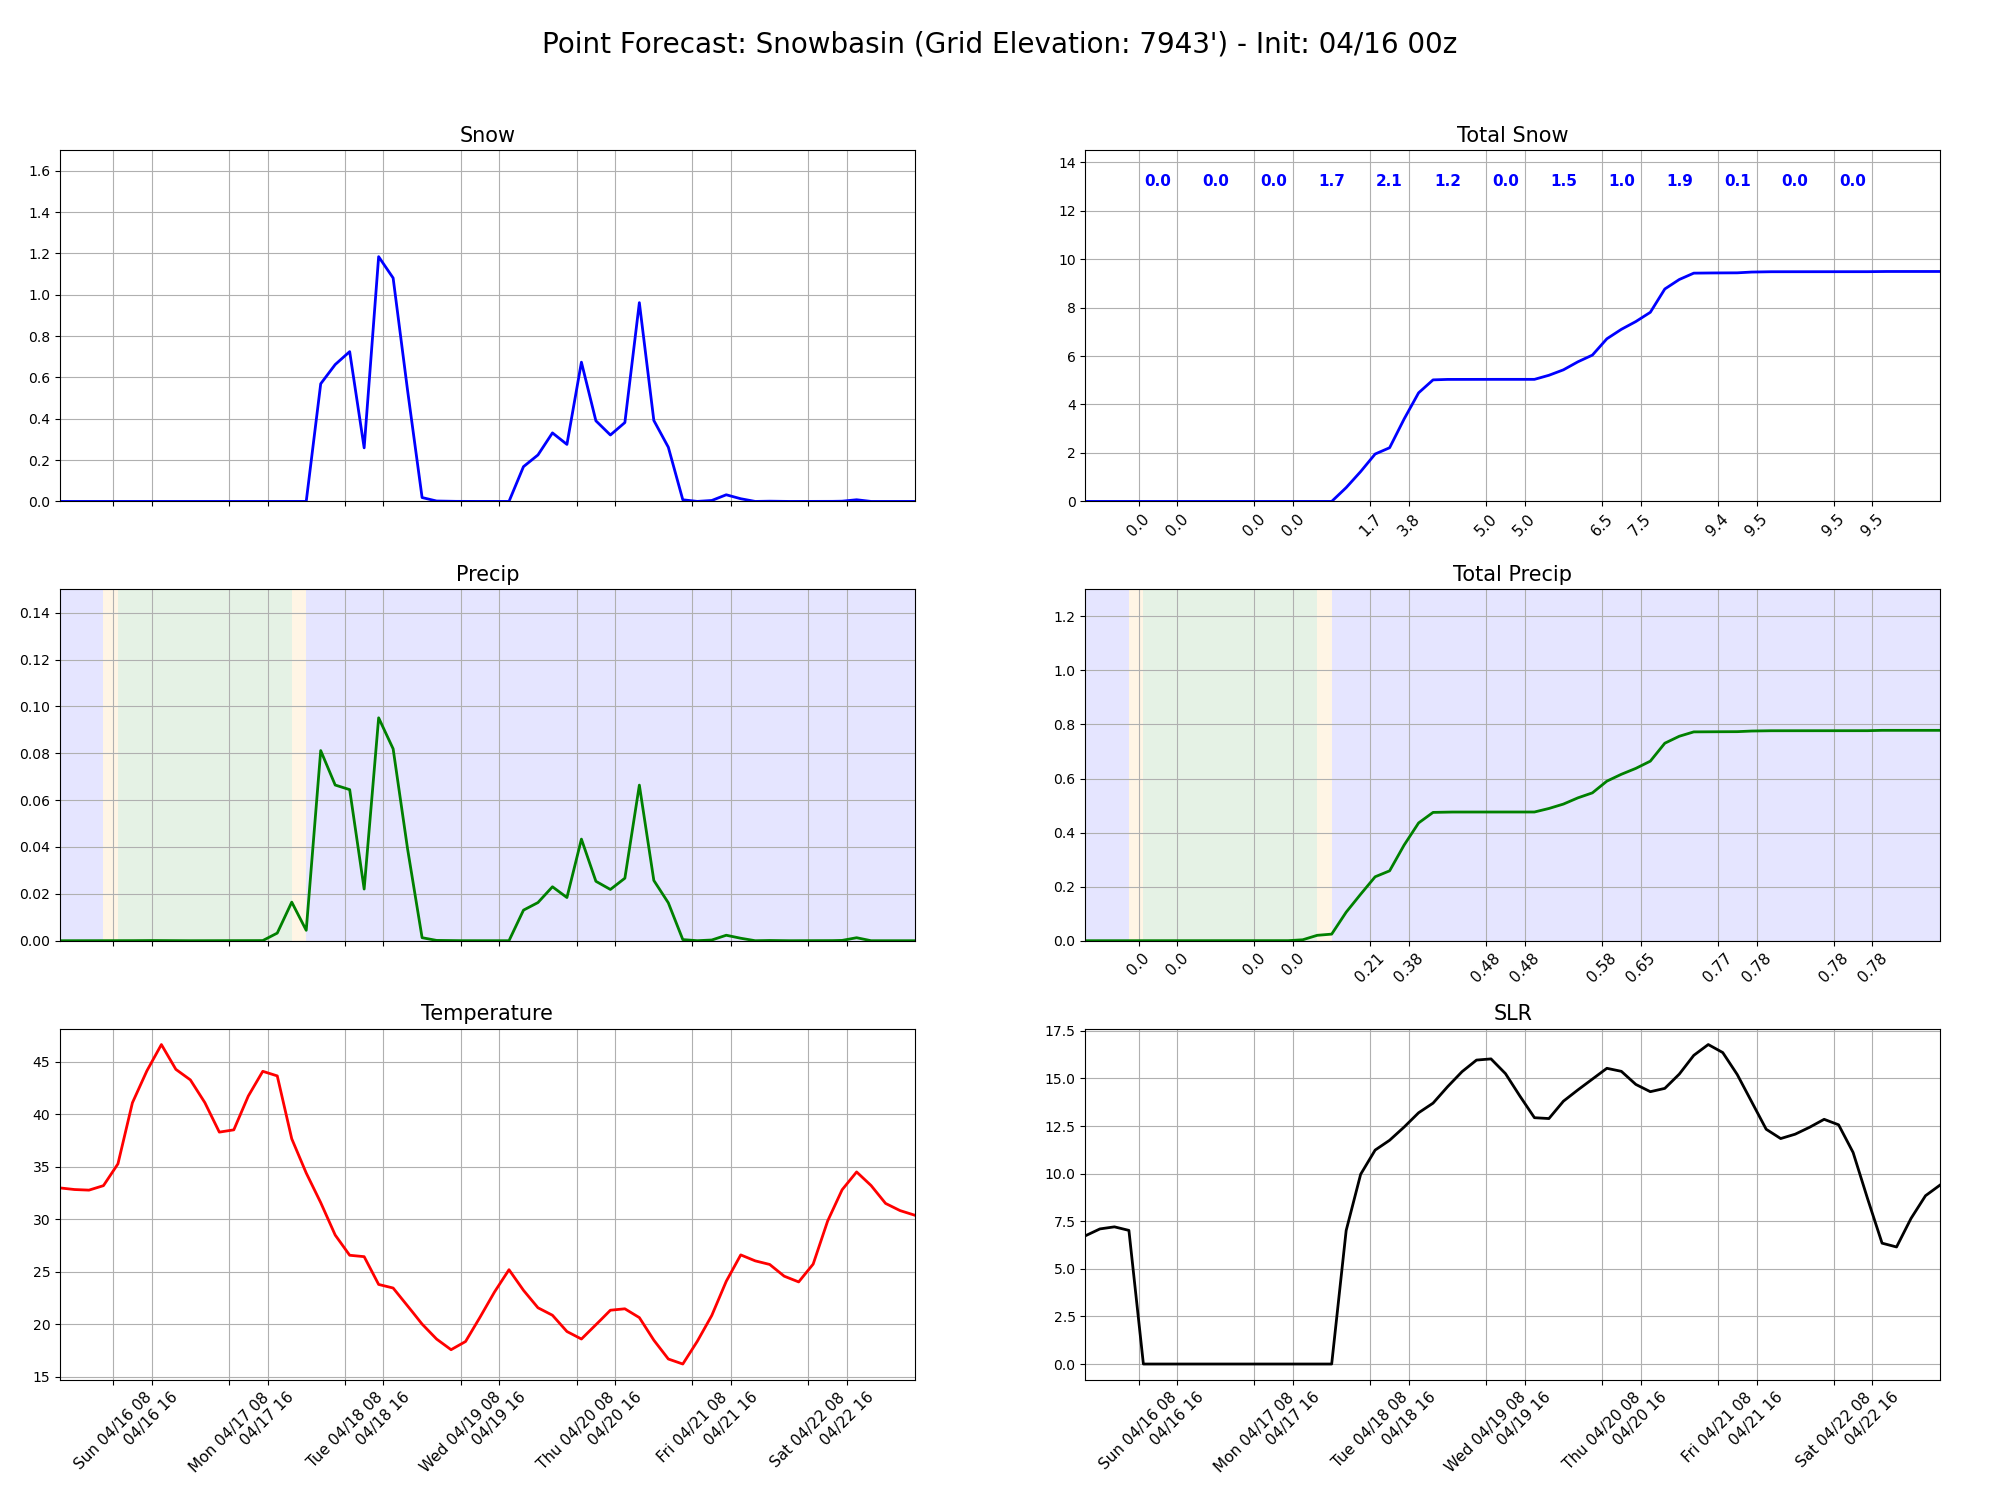 Point Forecast: Snowbasin (Grid Elevation: 7943') - Init: 04/16 00z
Snow
1.6
1.4
1.2
1.0
0.8
0.6
0.4
0.2
0.0
Total Snow
14
12
10
8
6
4
2
0
0.0 0.0 0.0 1.7 2.1 1.2 0.0 1.5 1.0 1.9 0.1 0.0 0.0
0.0 0.0 0.0 0.0 1.7 3.8 5.0 5.0 6.5 7.5 9.4 9.5 9.5 9.5
Precip
0.14
0.12
0.10
0.08
0.06
0.04
0.02
0.00
Total Precip
1.2
1.0
0.8
0.6
0.4
0.2
0.0
0.0 0.0 0.0 0.0 0.21 0.38 0.48 0.48 0.58 0.65 0.77 0.78 0.78 0.78
Temperature
45
40
35
30
25
20
15
Sun 04/16 08
04/16 16
Mon 04/17 08
04/17 16
Tue 04/18 08
04/18 16
Wed 04/19 08
04/19 16
Thu 04/20 08
04/20 16
Fri 04/21 08
04/21 16
Sat 04/22 08
04/22 16
SLR
17.5
15.0
12.5
10.0
7.5
5.0
2.5
0.0
Sun 04/16 08
04/16 16
Mon 04/17 08
04/17 16
Tue 04/18 08
04/18 16
Wed 04/19 08
04/19 16
Thu 04/20 08
04/20 16
Fri 04/21 08
04/21 16
Sat 04/22 08
04/22 16